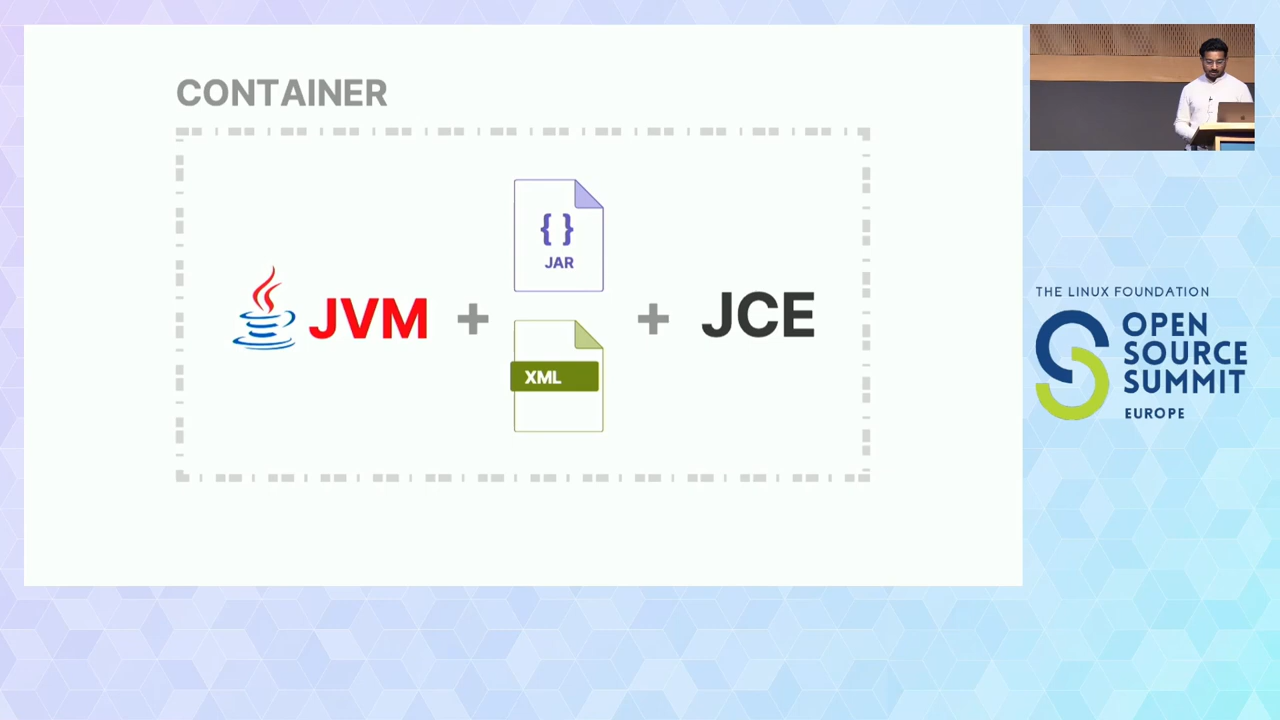 CONTAINER
{ }
JAR
JVM + + JCE
XML
THE LINUX FOUNDATION
OPEN
SOURCE
SUMMIT
EUROPE